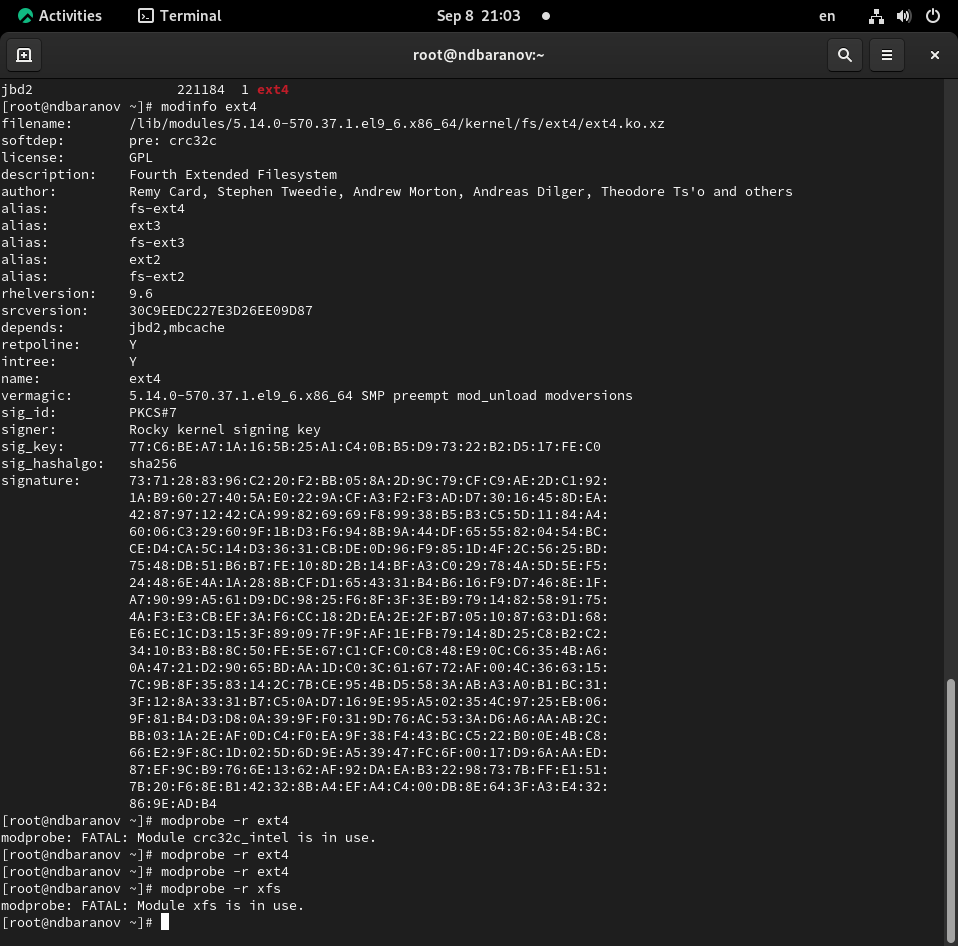 Activities Terminal Sep 8 21:03 en
root@ndbaranov:~
jbd2                  221184  1 ext4
[root@ndbaranov ~]# modinfo ext4
filename:       /lib/modules/5.14.0-570.37.1.el9_6.x86_64/kernel/fs/ext4/ext4.ko.xz
softdep:        pre: crc32c
license:        GPL
description:    Fourth Extended Filesystem
author:         Remy Card, Stephen Tweedie, Andrew Morton, Andreas Dilger, Theodore Ts'o and others
alias:          fs-ext4
alias:          ext3
alias:          fs-ext3
alias:          ext2
alias:          fs-ext2
rhelversion:    9.6
srcversion:     30C9EEDC227E3D26EE09D87
depends:        jbd2,mbcache
retpoline:      Y
intree:         Y
name:           ext4
vermagic:       5.14.0-570.37.1.el9_6.x86_64 SMP preempt mod_unload modversions
sig_id:         PKCS#7
signer:         Rocky kernel signing key
sig_key:        77:C6:BE:A7:1A:16:5B:25:A1:C4:0B:B5:D9:73:22:B2:D5:17:FE:C0
sig_hashalgo:   sha256
signature:      73:71:28:83:96:C2:20:F2:BB:05:8A:2D:9C:79:CF:C9:AE:2D:C1:92:
                1A:B9:60:27:40:5A:E0:22:9A:CF:A3:F2:F3:AD:D7:30:16:45:8D:EA:
                42:87:97:12:42:CA:99:82:69:69:F8:99:38:B5:B3:C5:5D:11:84:A4:
                60:06:C3:29:60:9F:1B:D3:F6:94:8B:9A:44:DF:65:55:82:04:54:BC:
                CE:D4:CA:5C:14:D3:36:31:CB:DE:0D:96:F9:85:1D:4F:2C:56:25:BD:
                75:48:DB:51:B6:B7:FE:10:8D:2B:14:BF:A3:C0:29:78:4A:5D:5E:F5:
                24:48:6E:4A:1A:28:8B:CF:D1:65:43:31:B4:B6:16:F9:D7:46:8E:1F:
                A7:90:99:A5:61:D9:DC:98:25:F6:8F:3F:3E:B9:79:14:82:58:91:75:
                4A:F3:E3:CB:EF:3A:F6:CC:18:2D:EA:2E:2F:B7:05:10:87:63:D1:68:
                E6:EC:1C:D3:15:3F:89:09:7F:9F:AF:1E:FB:79:14:8D:25:C8:B2:C2:
                34:10:B3:B8:8C:50:FE:5E:67:C1:CF:C0:C8:48:E9:0C:C6:35:4B:A6:
                0A:47:21:D2:90:65:BD:AA:1D:C0:3C:61:67:72:AF:00:4C:36:63:15:
                7C:9B:8F:35:83:14:2C:7B:CE:95:4B:D5:58:3A:AB:A3:A0:B1:BC:31:
                3F:12:8A:33:31:B7:C5:0A:D7:16:9E:95:A5:02:35:4C:97:25:EB:06:
                9F:81:B4:D3:D8:0A:39:9F:F0:31:9D:76:AC:53:3A:D6:A6:AA:AB:2C:
                BB:03:1A:2E:AF:0D:C4:F0:EA:9F:38:F4:43:BC:C5:22:B0:0E:4B:C8:
                66:E2:9F:8C:1D:02:5D:6D:9E:A5:39:47:FC:6F:00:17:D9:6A:AA:ED:
                87:EF:9C:B9:76:6E:13:62:AF:92:DA:EA:B3:22:98:73:7B:FF:E1:51:
                7B:20:F6:8E:B1:42:32:8B:A4:EF:A4:C4:00:DB:8E:64:3F:A3:E4:32:
                86:9E:AD:B4
[root@ndbaranov ~]# modprobe -r ext4
modprobe: FATAL: Module crc32c_intel is in use.
[root@ndbaranov ~]# modprobe -r ext4
[root@ndbaranov ~]# modprobe -r ext4
[root@ndbaranov ~]# modprobe -r xfs
modprobe: FATAL: Module xfs is in use.
[root@ndbaranov ~]#